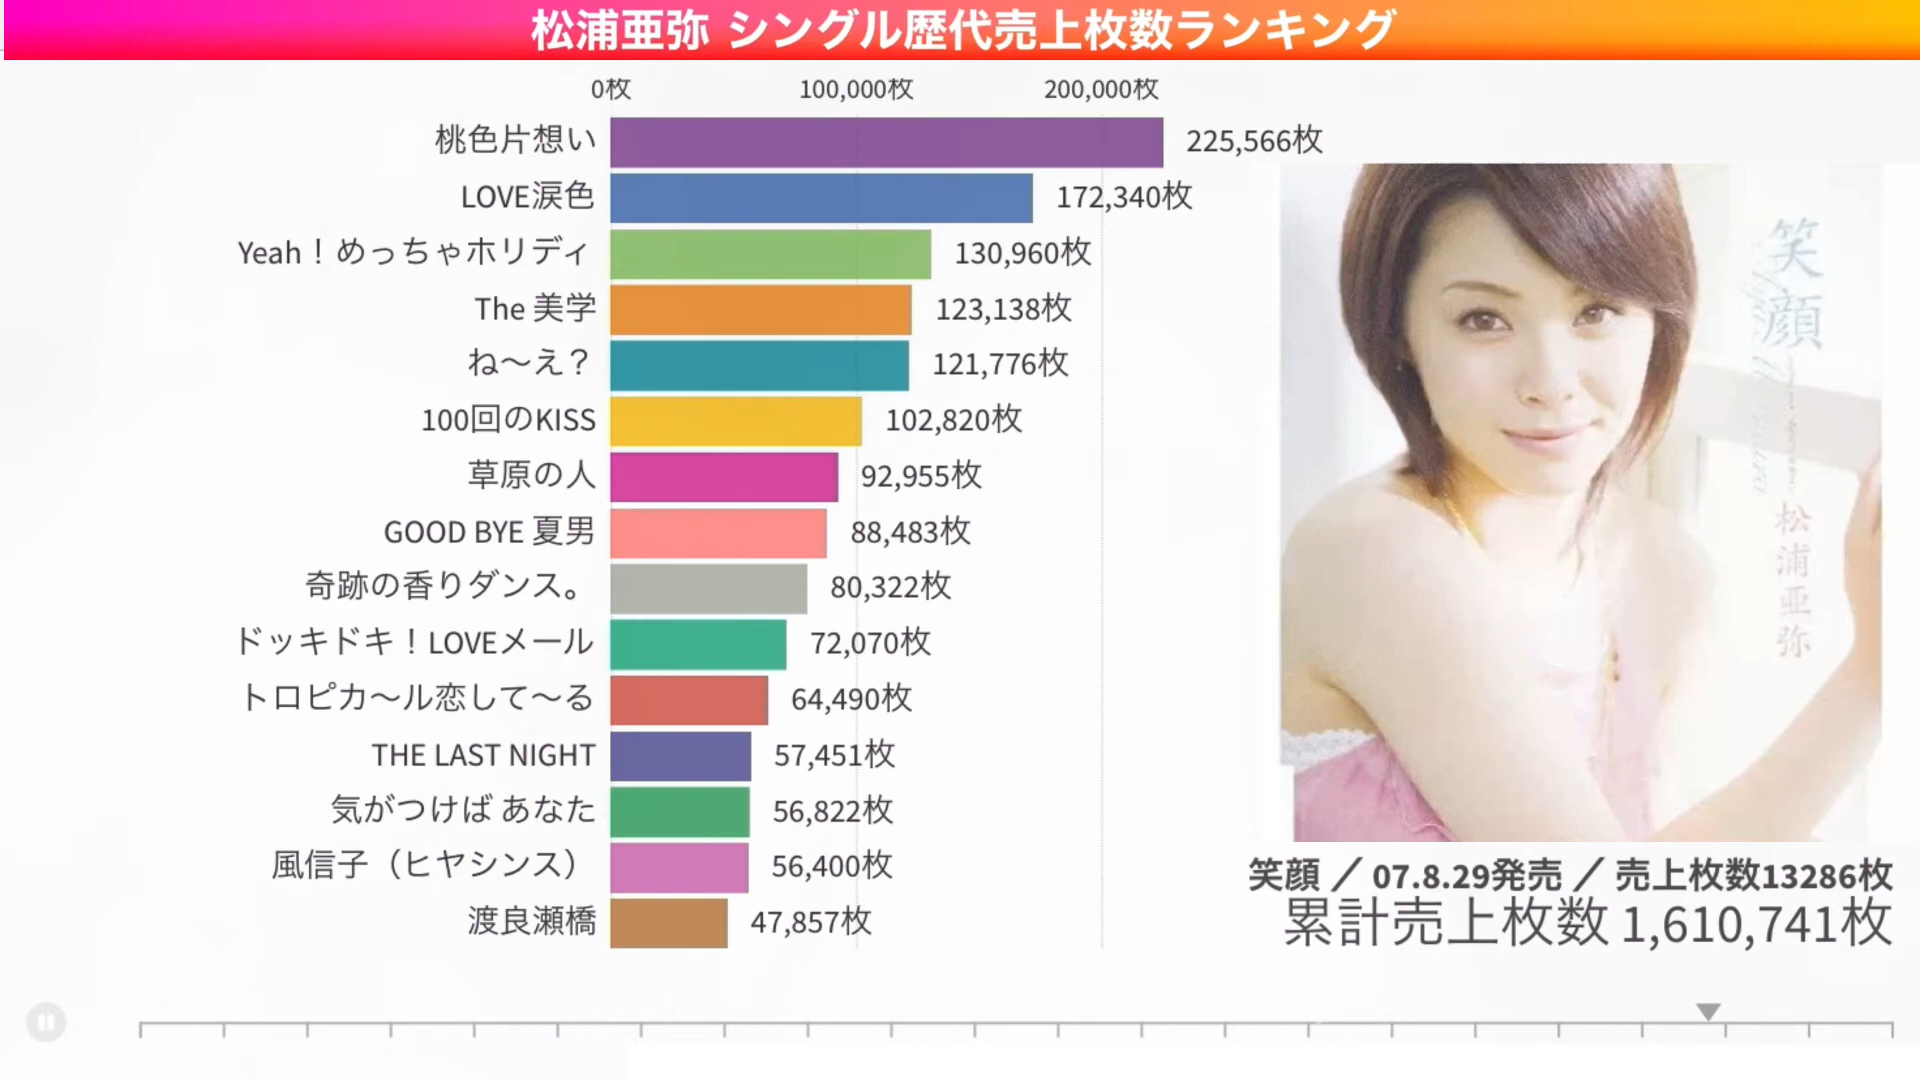 松浦亜弥 シングル歴代売上枚数ランキング
0枚 100,000枚 200,000枚
桃色片想い 225,566枚
LOVE涙色 172,340枚
Yeah！めっちゃホリディ 130,960枚
The 美学 123,138枚
ね〜え？ 121,776枚
100回のKISS 102,820枚
草原の人 92,955枚
GOOD BYE 夏男 88,483枚
奇跡の香りダンス。 80,322枚
ドッキドキ！LOVEメール 72,070枚
トロピカ〜ル恋して〜る 64,490枚
THE LAST NIGHT 57,451枚
気がつけば あなた 56,822枚
風信子（ヒヤシンス） 56,400枚
渡良瀬橋 47,857枚
笑顔
松浦亜弥
笑顔 ／ 07.8.29発売 ／ 売上枚数13286枚
累計売上枚数 1,610,741枚